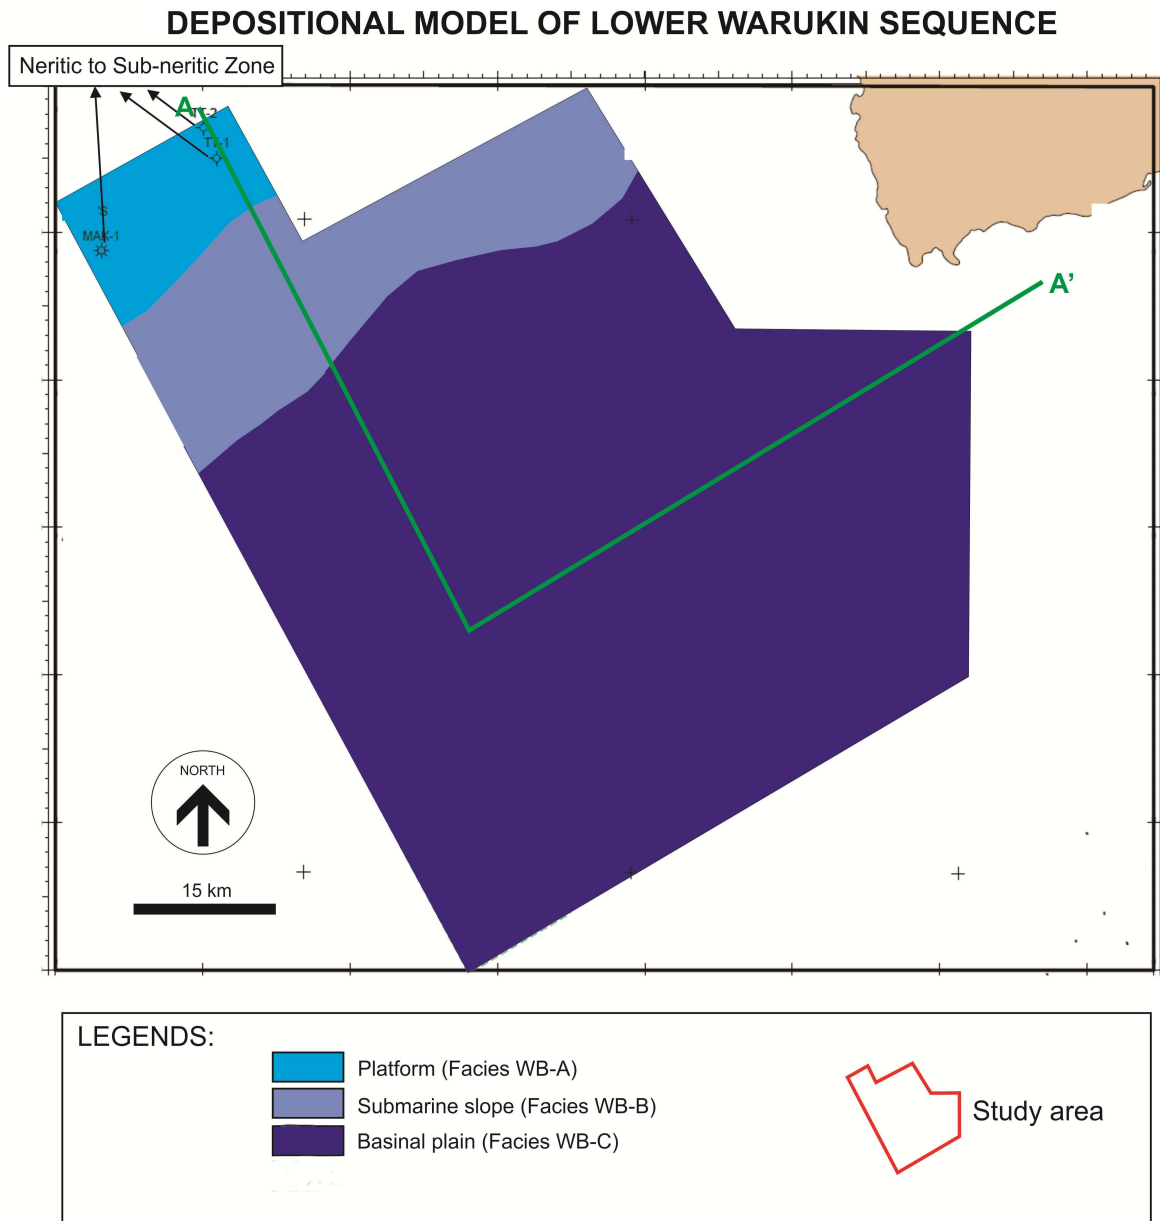 DEPOSITIONAL MODEL OF LOWER WARUKIN SEQUENCE
Neritic to Sub-neritic Zone
A
TT-2
TT-1
S
MAK-1
A’
NORTH
15 km
LEGENDS:
Platform (Facies WB-A)
Submarine slope (Facies WB-B)
Basinal plain (Facies WB-C)
Study area